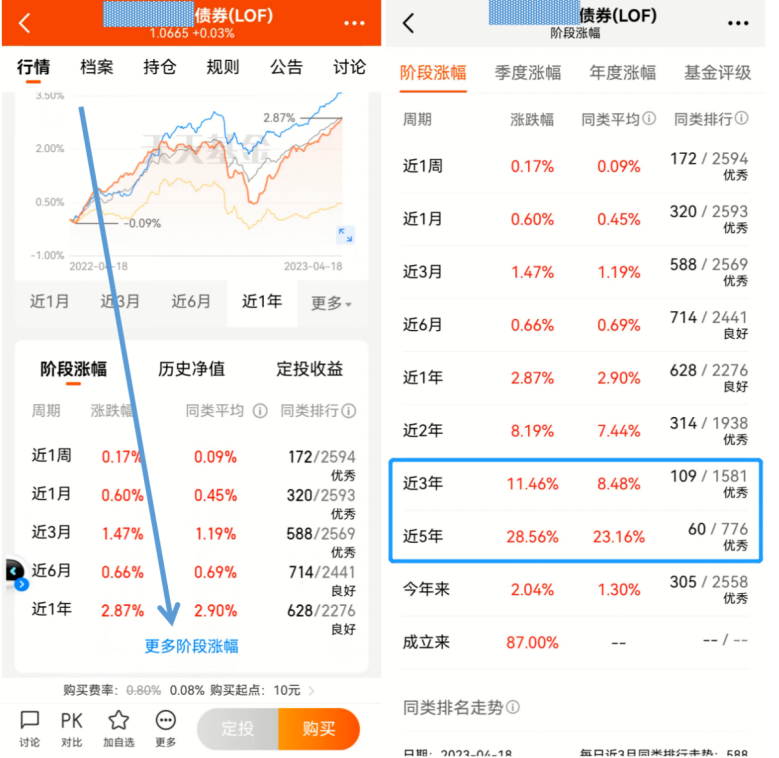 债券(LOF)
1.0665 +0.03%
行情 档案 持仓 规则 公告 讨论
3.50%
2.87%
天天基金
2.00%
0.50%
-0.09%
-1.00%
2022-04-18 2023-04-18
近1月 近3月 近6月 近1年 更多
阶段涨幅 历史净值 定投收益
周期 涨跌幅 同类平均 同类排行
近1周 0.17% 0.09% 172/2594
优秀
近1月 0.60% 0.45% 320/2593
优秀
近3月 1.47% 1.19% 588/2569
优秀
近6月 0.66% 0.69% 714/2441
良好
近1年 2.87% 2.90% 628/2276
良好
更多阶段涨幅
购买费率: 0.80% 0.08% 购买起点: 10元
PK
讨论 对比 加自选 更多 定投 购买
债券(LOF)
阶段涨幅
阶段涨幅 季度涨幅 年度涨幅 基金评级
周期 涨跌幅 同类平均 同类排行
近1周 0.17% 0.09% 172 / 2594
优秀
近1月 0.60% 0.45% 320 / 2593
优秀
近3月 1.47% 1.19% 588 / 2569
优秀
近6月 0.66% 0.69% 714 / 2441
良好
近1年 2.87% 2.90% 628 / 2276
良好
近2年 8.19% 7.44% 314 / 1938
优秀
近3年 11.46% 8.48% 109 / 1581
优秀
近5年 28.56% 23.16% 60 / 776
优秀
今年来 2.04% 1.30% 305 / 2558
优秀
成立来 87.00% -- -- / --
同类排名走势
日期: 2023-04-18 每日近3月同类排行走势: 588